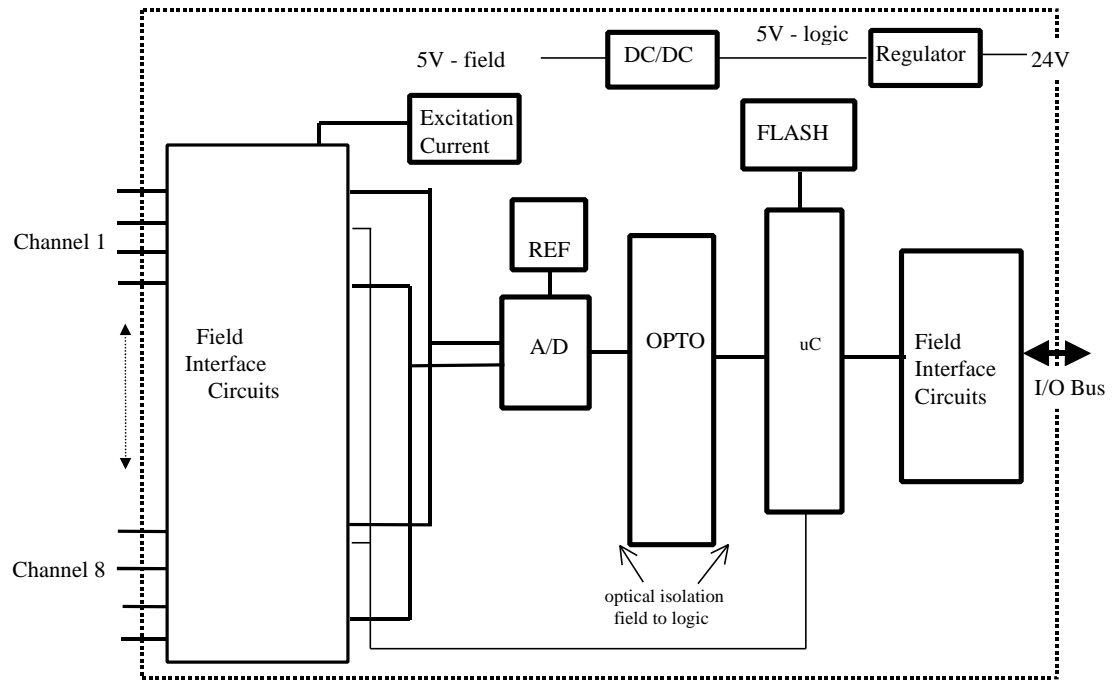 5V - field
DC/DC
5V - logic
Regulator
24V
Excitation
Current
FLASH
Channel 1
REF
Field
Interface
Circuits
A/D
OPTO
uC
Field
Interface
Circuits
I/O Bus
Channel 8
optical isolation
field to logic